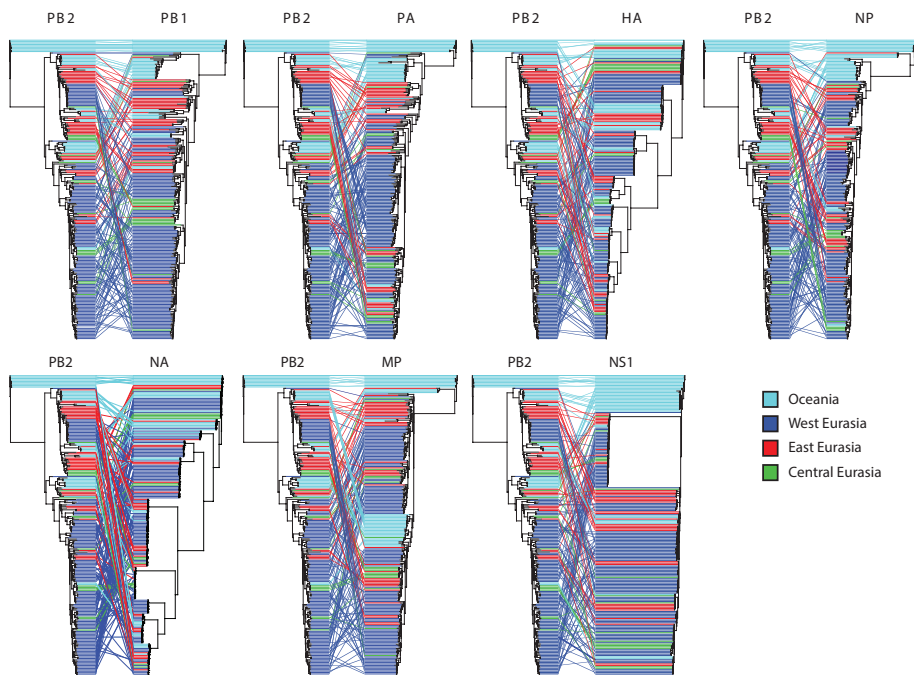 PB2 PB1 PB2 PA PB2 HA PB2 NP
PB2 NA PB2 MP PB2 NS1
Oceania
West Eurasia
East Eurasia
Central Eurasia